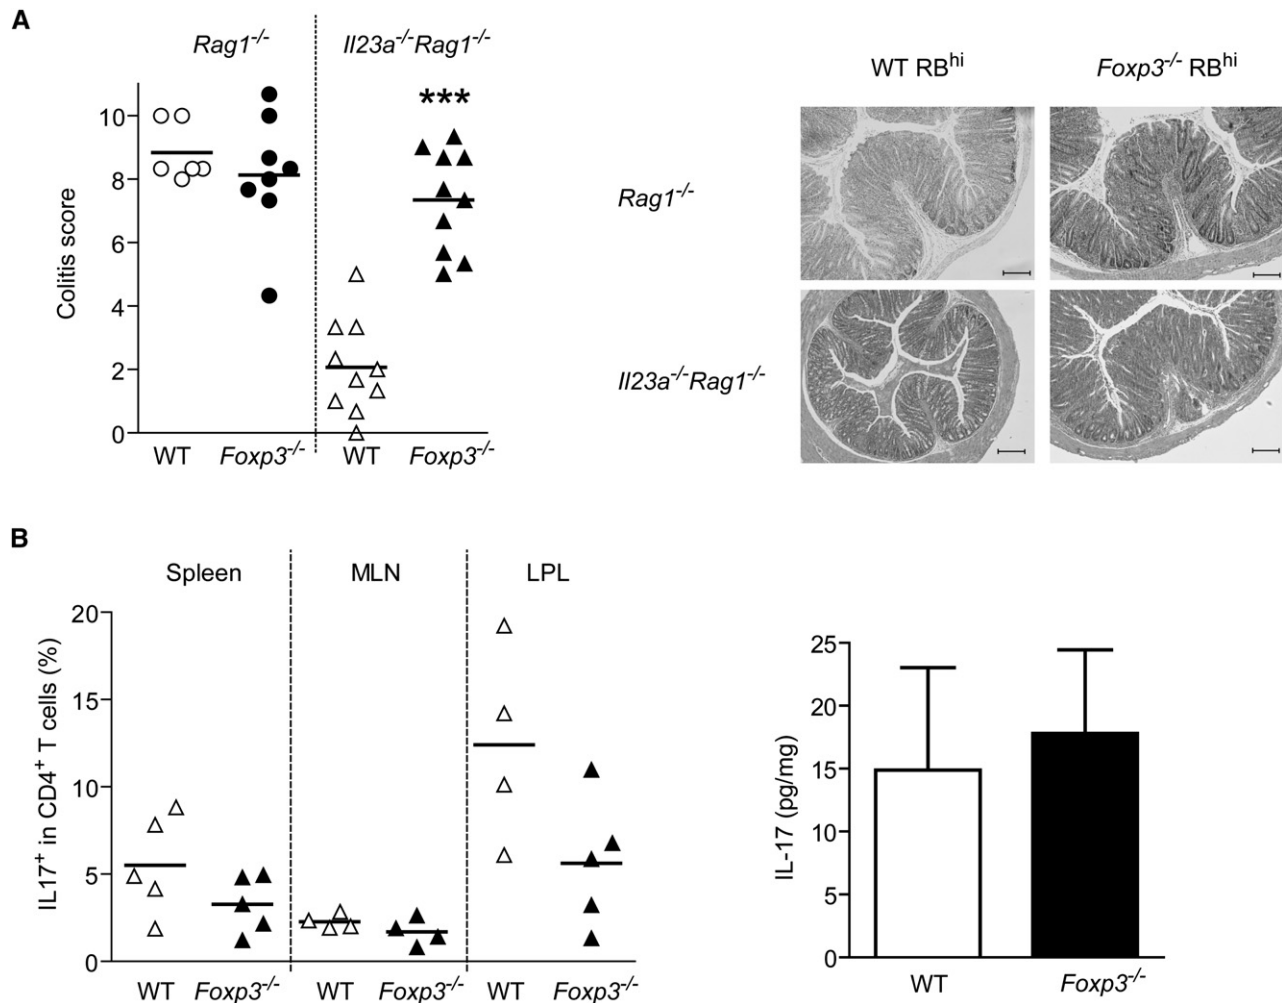 A
Rag1-/-
Il23a-/-Rag1-/-
WT RBhi
Foxp3-/- RBhi
***
10
8
6
4
2
0
Colitis score
WT
Foxp3-/-
WT
Foxp3-/-
Rag1-/-
Il23a-/-Rag1-/-
B
Spleen
MLN
LPL
20
15
10
5
0
IL17+ in CD4+ T cells (%)
WT
Foxp3-/-
WT
Foxp3-/-
WT
Foxp3-/-
25
20
15
10
5
0
IL-17 (pg/mg)
WT
Foxp3-/-